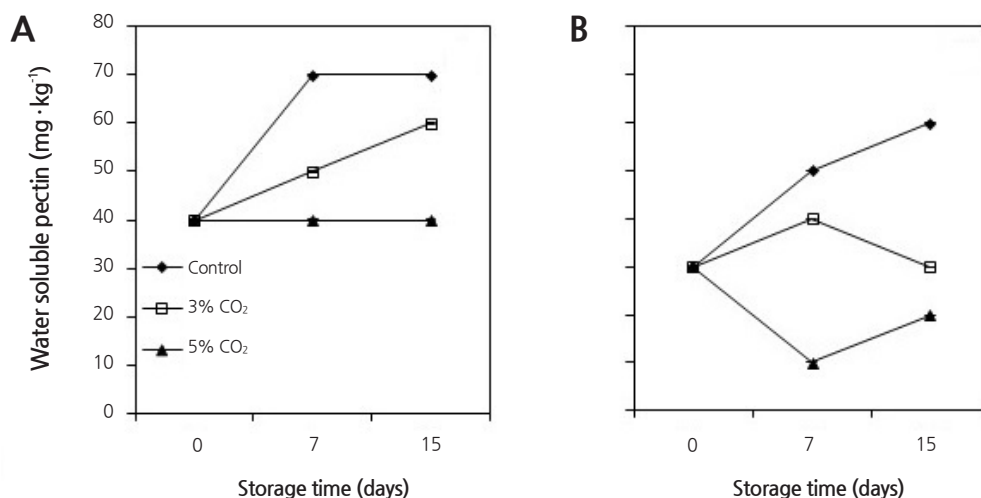 A
B
Water soluble pectin (mg·kg⁻¹)
80
70
60
50
40
30
20
10
0
Control
3% CO₂
5% CO₂
0 7 15
0 7 15
Storage time (days)
Storage time (days)